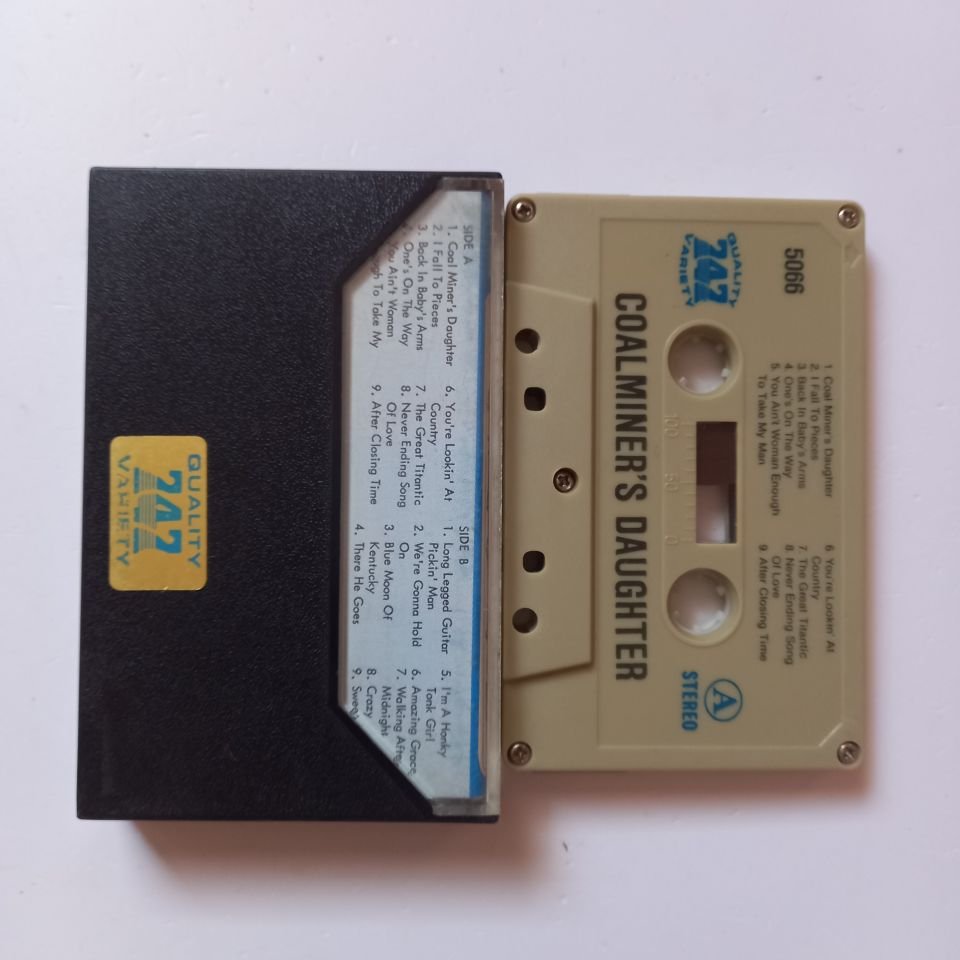 QUALITY
747
VARIETY
SIDE A
1. Coal Miner's Daughter
2. I Fall To Pieces
3. Back In Baby's Arms
One's On The Way
You Ain't Woman
To Take My
6. You're Lookin' At
Country
7. The Great Titantic
8. Never Ending Song
Of Love
9. After Closing Time
SIDE B
1. Long Legged Guitar
Pickin' Man
2. We're Gonna Hold
On
3. Blue Moon Of
Kentucky
4. There He Goes
5. I'm A Honky
Tonk Girl
6. Amazing Grace
7. Walking After
Midnight
8. Crazy
9.
5066
QUALITY
747
VARIETY
1. Coal Miner's Daughter
2. I Fall To Pieces
3. Back In Baby's Arms
4. One's On The Way
5. You Ain't Woman Enough
To Take My Man
6. You're Lookin' At
Country
7. The Great Titantic
8. Never Ending Song
Of Love
9. After Closing Time
A
STEREO
100 50 0
COALMINER'S DAUGHTER